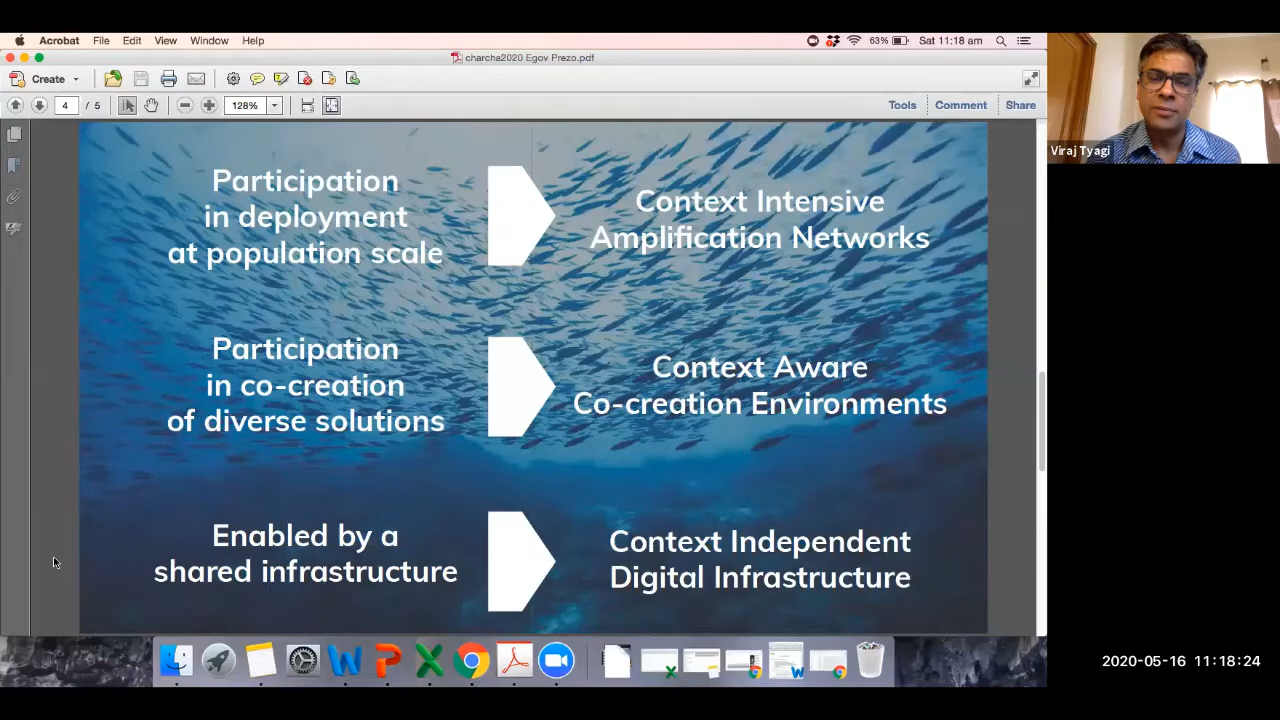 Acrobat File Edit View Window Help
63% Sat 11:18 am
charcha2020 Egov Prezo.pdf
Create
4 / 5
128%
Tools Comment Share
Viraj Tyagi
Participation
in deployment
at population scale
Context Intensive
Amplification Networks
Participation
in co-creation
of diverse solutions
Context Aware
Co-creation Environments
Enabled by a
shared infrastructure
Context Independent
Digital Infrastructure
2020-05-16 11:18:24